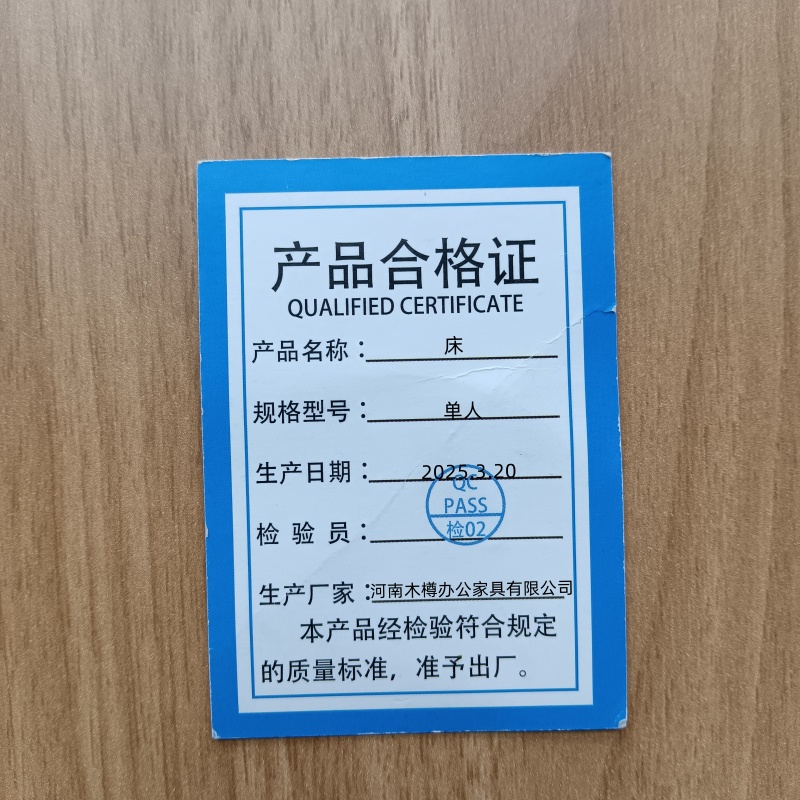 产品合格证
QUALIFIED CERTIFICATE
产品名称：床
规格型号：单人
生产日期：2025.3.20
QC
PASS
检验员：检02
生产厂家：河南木樽办公家具有限公司
本产品经检验符合规定
的质量标准，准予出厂。